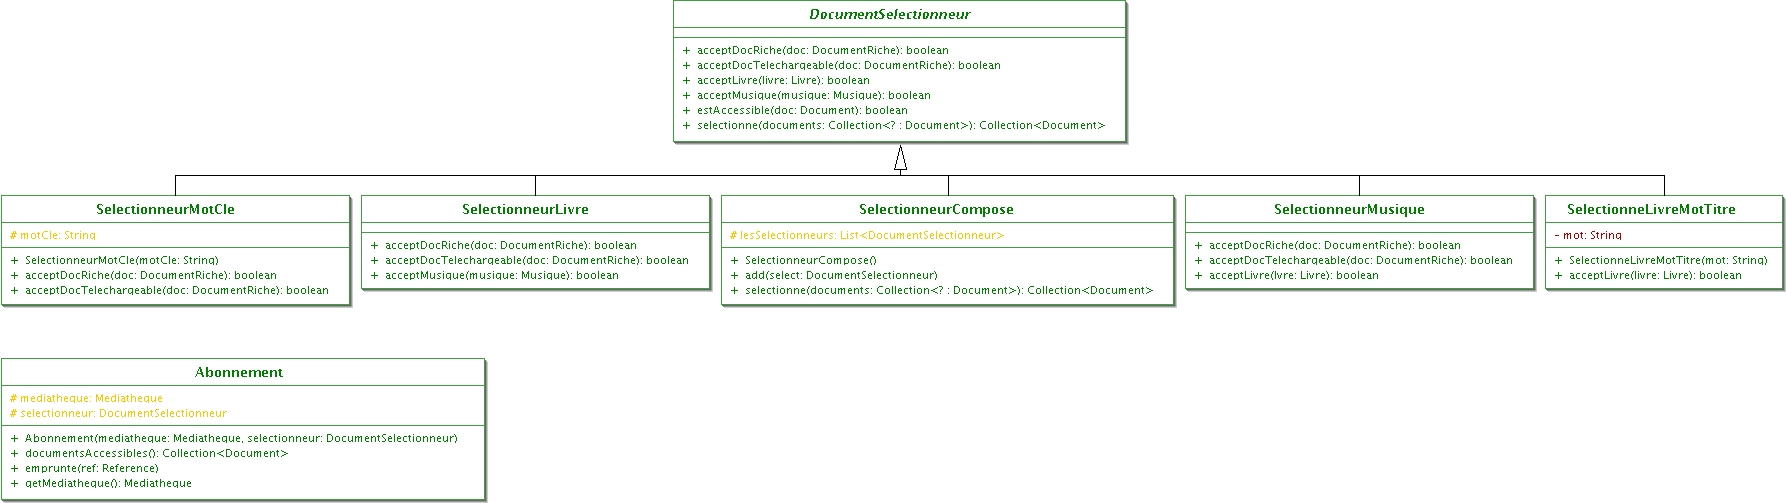 DocumentSelectionneur
+ acceptDocRiche(doc: DocumentRiche): boolean
+ acceptDocTelechargeable(doc: DocumentRiche): boolean
+ acceptLivre(livre: Livre): boolean
+ acceptMusique(musique: Musique): boolean
+ estAccessible(doc: Document): boolean
+ selectionne(documents: Collection<? : Document>): Collection<Document>
SelectionneurMotCle
# motCle: String
+ SelectionneurMotCle(motCle: String)
+ acceptDocRiche(doc: DocumentRiche): boolean
+ acceptDocTelechargeable(doc: DocumentRiche): boolean
SelectionneurLivre
+ acceptDocRiche(doc: DocumentRiche): boolean
+ acceptDocTelechargeable(doc: DocumentRiche): boolean
+ acceptMusique(musique: Musique): boolean
SelectionneurCompose
# lesSelectionneurs: List<DocumentSelectionneur>
+ SelectionneurCompose()
+ add(select: DocumentSelectionneur)
+ selectionne(documents: Collection<? : Document>): Collection<Document>
SelectionneurMusique
+ acceptDocRiche(doc: DocumentRiche): boolean
+ acceptDocTelechargeable(doc: DocumentRiche): boolean
+ acceptLivre(lvre: Livre): boolean
SelectionneLivreMotTitre
- mot: String
+ SelectionneLivreMotTitre(mot: String)
+ acceptLivre(livre: Livre): boolean
Abonnement
# mediatheque: Mediatheque
# selectioneur: DocumentSelectionneur
+ Abonnement(mediatheque: Mediatheque, selectioneur: DocumentSelectionneur)
+ documentsAccessibles(): Collection<Document>
+ emprunte(ref: Reference)
+ getMediatheque(): Mediatheque